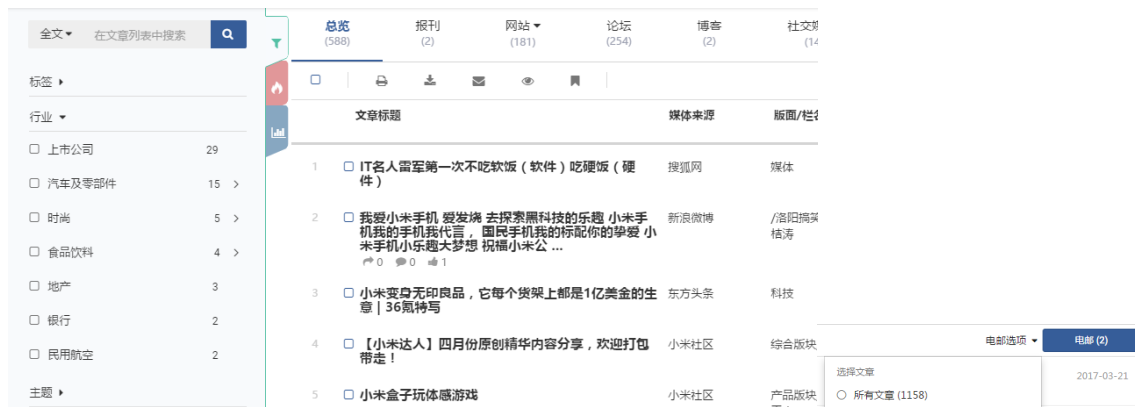 全文 在文章列表中搜索
标签
行业
上市公司 29
汽车及零部件 15
时尚 5
食品饮料 4
地产 3
银行 2
民用航空 2
主题
总览 报刊 网站 论坛 博客 社交
(588) (2) (181) (254) (2) (14
文章标题 媒体来源 版面/栏
1 IT名人雷军第一次不吃软饭（软件）吃硬饭（硬 搜狐网 媒体
件）
2 我爱小米手机 爱发烧 去探索黑科技的乐趣 小米手 新浪微博 /洛阳搞笑
机我的手机我代言， 国民手机我的标配你的挚爱 小 桔涛
米手机小乐趣大梦想 祝福小米公 ...
0 0 1
3 小米变身无印良品，它每个货架上都是1亿美金的生 东方头条 科技
意 | 36氪特写
4 【小米达人】四月份原创精华内容分享，欢迎打包 小米社区 综合版块
带走！
5 小米盒子玩体感游戏 小米社区 产品版块
电邮选项 电邮 (2)
选择文章
2017-03-21
所有文章 (1158)